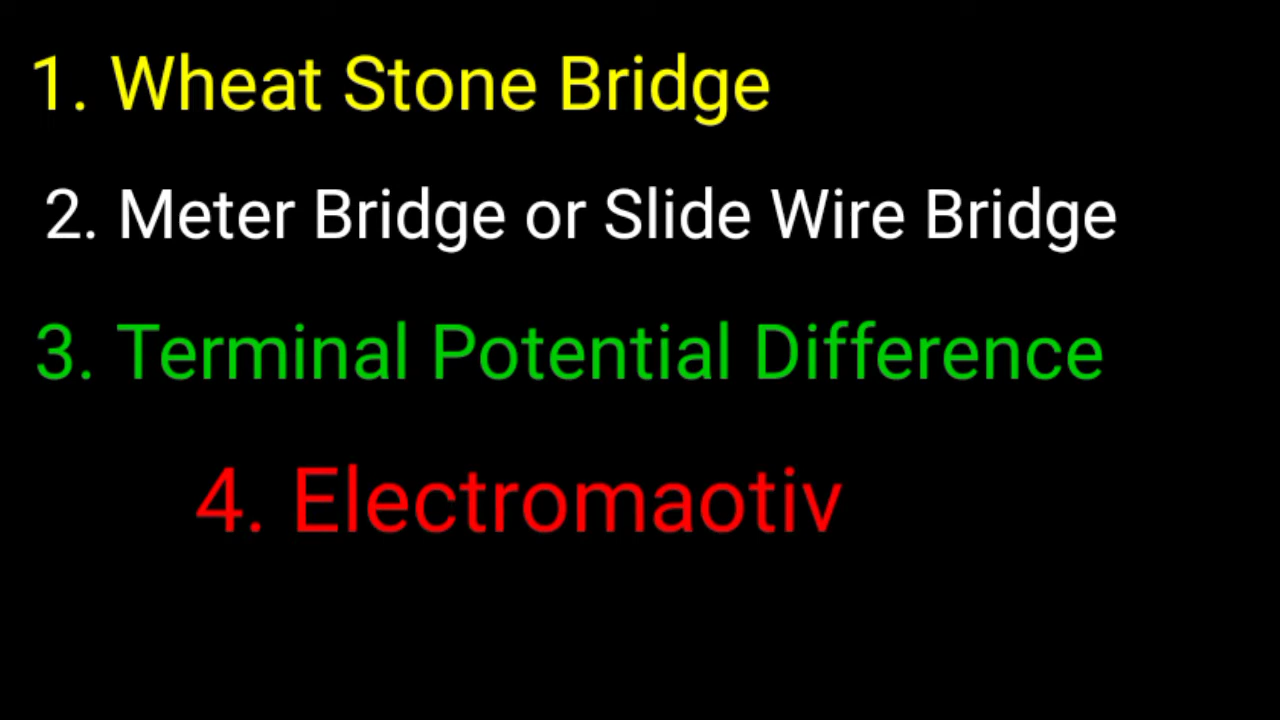 1. Wheat Stone Bridge
2. Meter Bridge or Slide Wire Bridge
3. Terminal Potential Difference
4. Electromaotiv